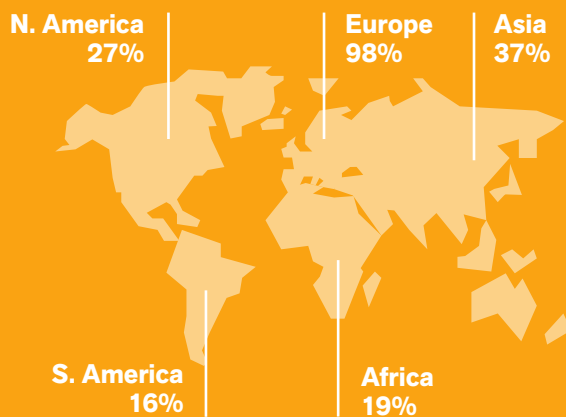 N. America
27%
Europe
98%
Asia
37%
S. America
16%
Africa
19%